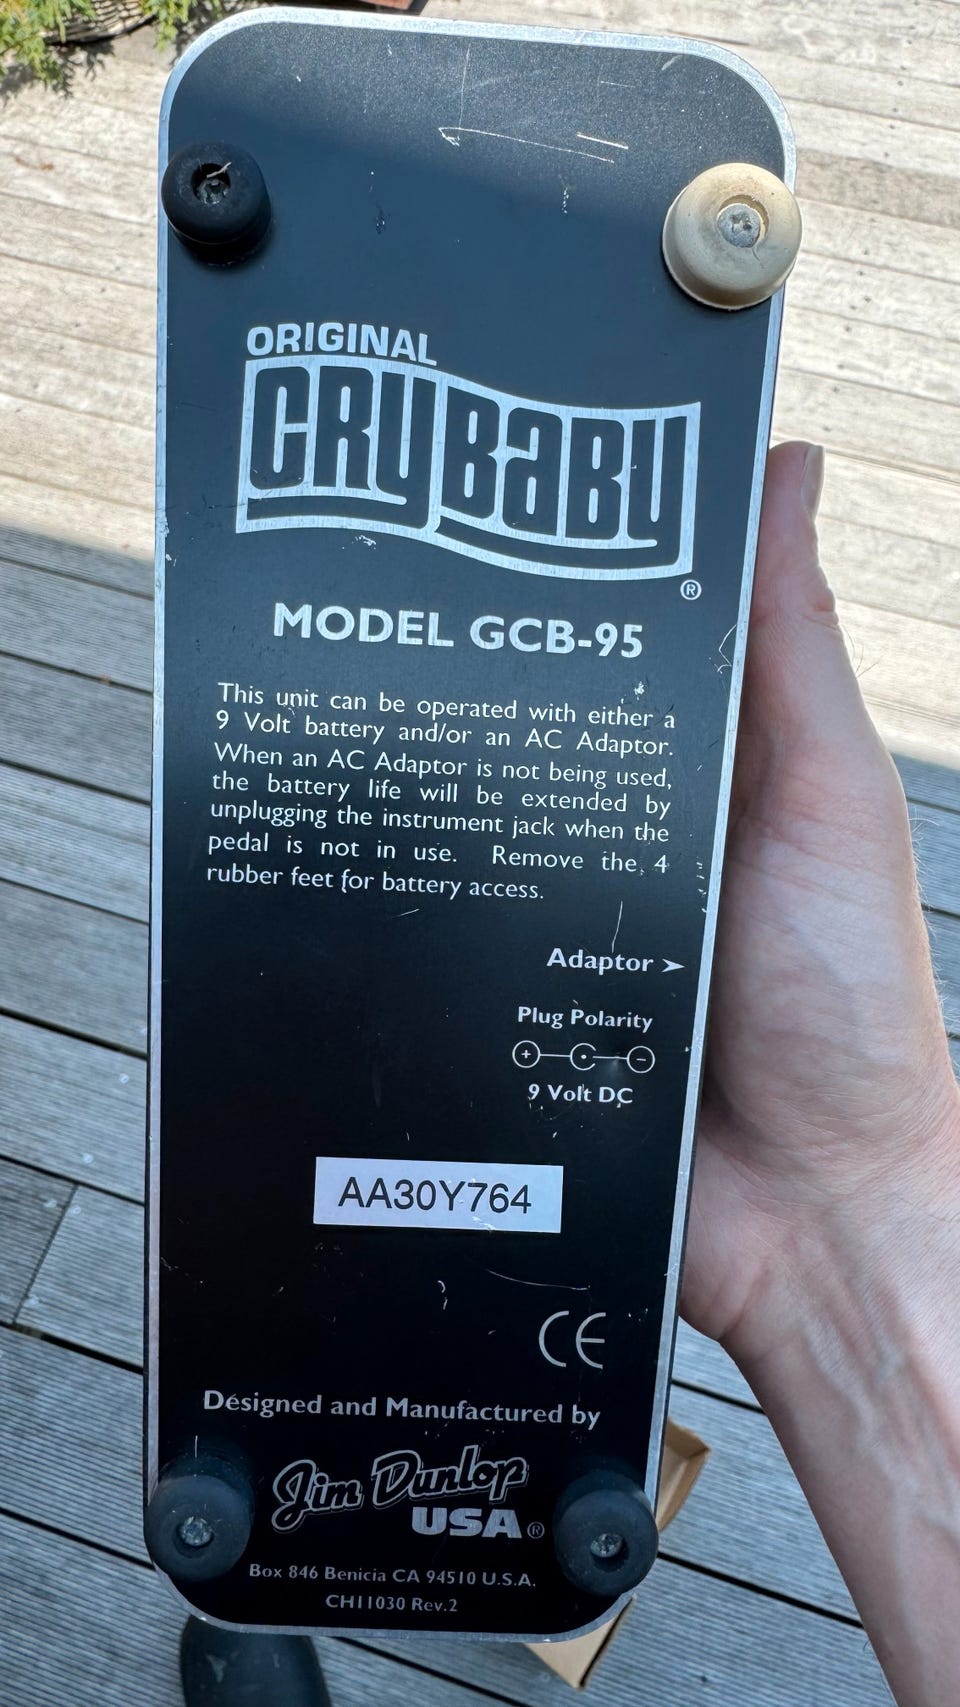 ORIGINAL
CRYBABY
®
MODEL GCB-95
This unit can be operated with either a
9 Volt battery and/or an AC Adaptor.
When an AC Adaptor is not being used,
the battery life will be extended by
unplugging the instrument jack when the
pedal is not in use. Remove the 4
rubber feet for battery access.
Adaptor ➤
Plug Polarity
+ -
9 Volt DC
AA30Y764
CE
Designed and Manufactured by
Jim Dunlop
USA®
Box 846 Benicia CA 94510 U.S.A.
CH11030 Rev.2